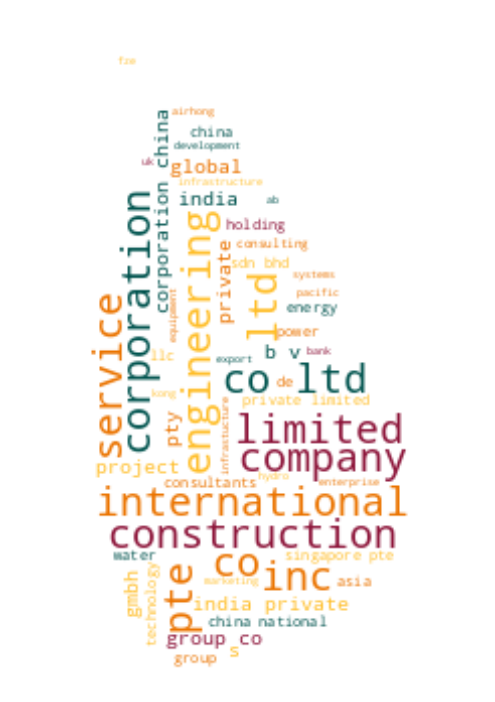 fze
airhong
china
development
uk
global
china
infrastructure
india
ab
corporation
holding
corporation
engineering
consulting
private
sdn bhd
systems
ltd
pacific
equipment
energy
service
power
llc
export
b v
bank
co ltd
de
kong
private limited
pty
infrastucture
limited
company
project
hydro
consultants
enterprise
international
construction
water
co
singapore pte
inc
pte
marketing
asia
gmbh
technology
india private
china national
group co
s
group